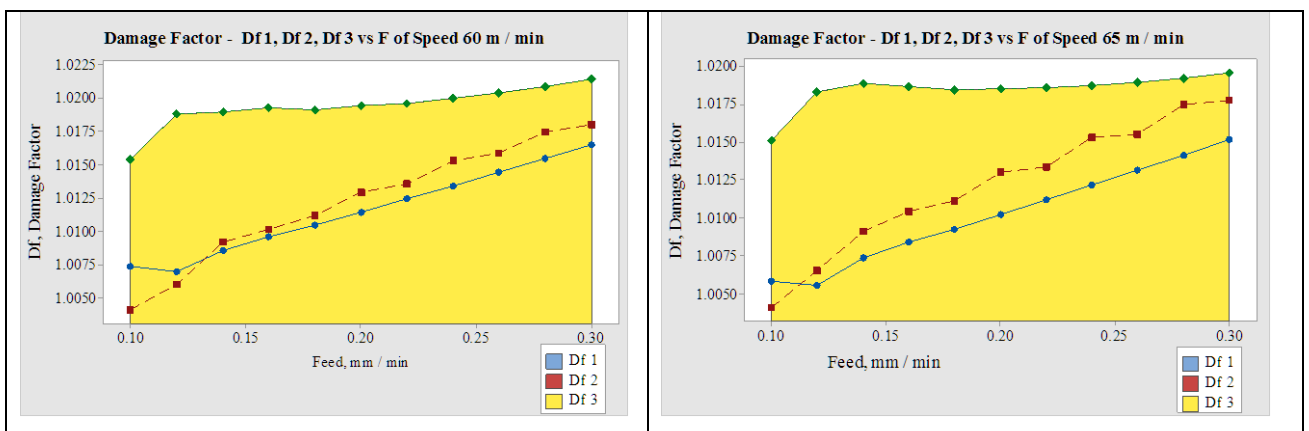 Damage Factor - Df 1, Df 2, Df 3 vs F of Speed 60 m / min
1.0225
1.0200
1.0175
1.0150
1.0125
1.0100
1.0075
1.0050
Df, Damage Factor
0.10 0.15 0.20 0.25 0.30
Feed, mm / min
Df 1
Df 2
Df 3
Damage Factor - Df 1, Df 2, Df 3 vs F of Speed 65 m / min
1.0200
1.0175
1.0150
1.0125
1.0100
1.0075
1.0050
Df, Damage Factor
0.10 0.15 0.20 0.25 0.30
Feed, mm / min
Df 1
Df 2
Df 3